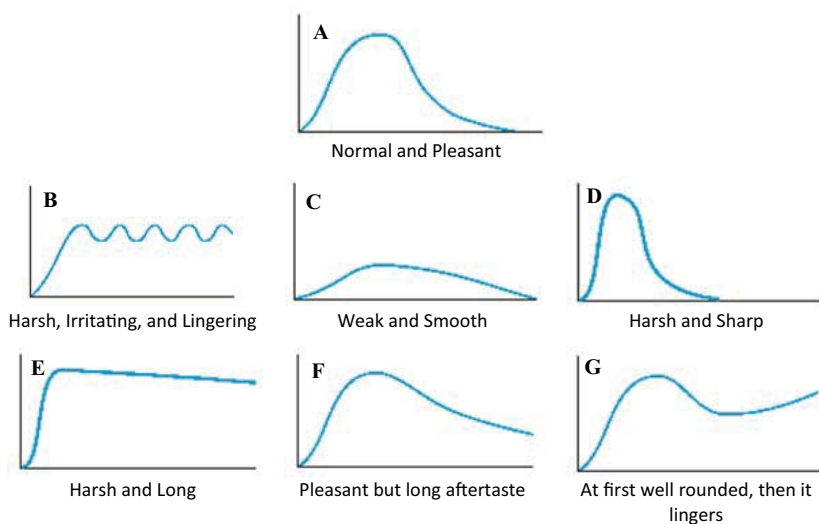 A
Normal and Pleasant
B
Harsh, Irritating, and Lingering
C
Weak and Smooth
D
Harsh and Sharp
E
Harsh and Long
F
Pleasant but long aftertaste
G
At first well rounded, then it
lingers